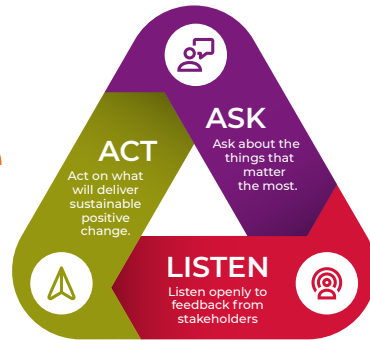 ASK
Ask about the
things that
matter
the most.
LISTEN
Listen openly to
feedback from
stakeholders
ACT
Act on what
will deliver
sustainable
positive
change.